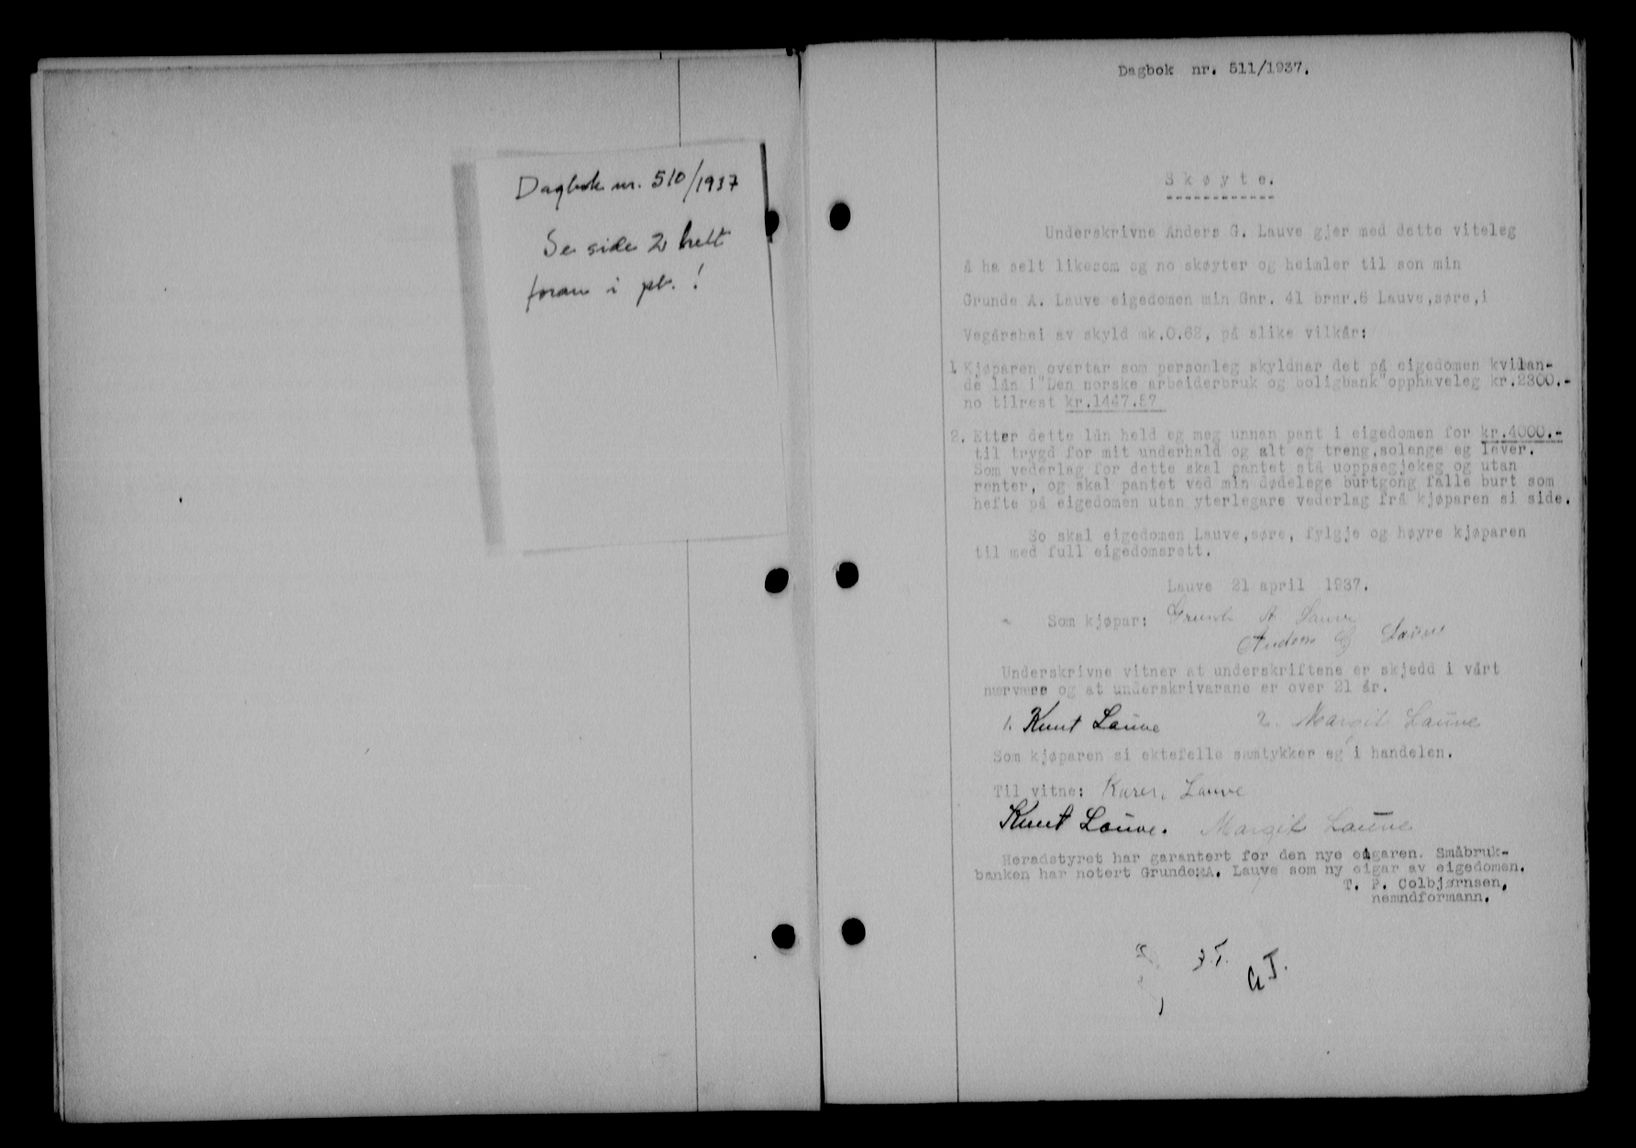 Dagbok nr. 510/1937
Se side 2 helt
foran i pb.!
Dagbok nr. 511/1937.
Skøyte.
Underskrivne Anders G. Lauve gjer med dette viteleg
å ha selt likesom eg no skøyter og heimler til son min
Grunde A. Lauve eigedomen min Gnr. 41 brnr.6 Lauve,søre,i
Vegårshei av skyld mk.0.62, på slike vilkår:
1. Kjøparen overtar som personleg skyldnar det på eigedomen kvilan-
de lån i "Den norske arbeiderbruk og boligbank" opphaveleg kr.2300.-
no tilrest kr.1447.87
2. Etter dette lån held eg meg unnan pant i eigedomen for kr.4000.-
til trygd for mit underhald og alt eg treng,solenge eg lever.
Som vederlag for dette skal pantet stå uoppsegjekeg og utan
renter, og skal pantet ved min dødelege burtgong falle burt som
hefte på eigedomen utan yterlegare vederlag frå kjøparen si side.
So skal eigedomen Lauve,søre, fylgje og høyre kjøparen
til med full eigedomsrett.
Lauve 21 april 1937.
Som kjøpar: Grunde A Lauve
Anders G Lauve
Underskrivne vitner at underskriftene er skjedd i vårt
nærvære og at underskrivarane er over 21 år.
1. Knut Lauve 2. Margit Lauve
Som kjøparen si ektefelle samtykker eg i handelen.
Til vitne: Karen Lauve
Knut Lauve. Margit Lauve
Heradstyret har garantert for den nye eigaren. Småbruk-
banken har notert Grunde A. Lauve som ny eigar av eigedomen.
T. P. Colbjørnsen,
nemndformann.